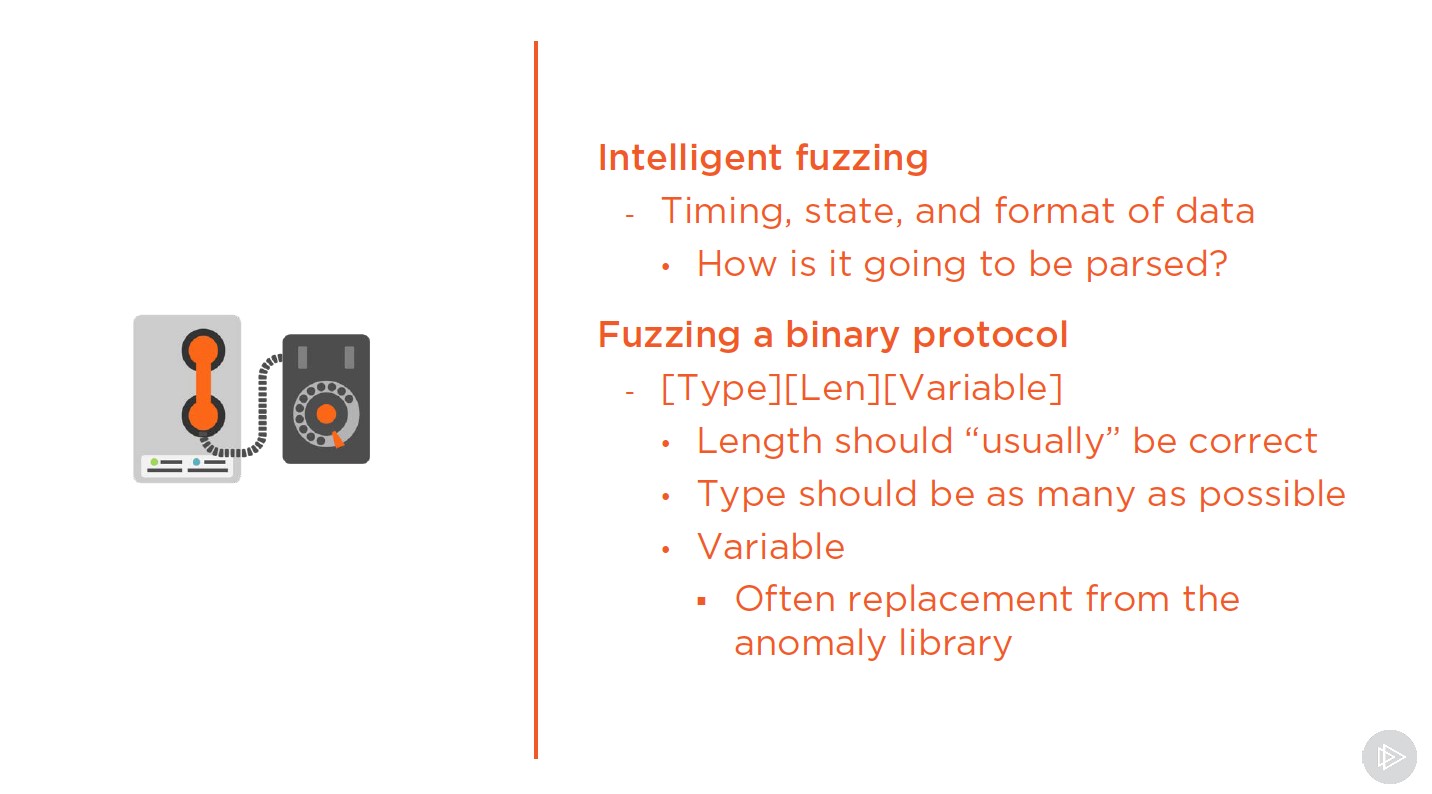 Intelligent fuzzing
- Timing, state, and format of data
• How is it going to be parsed?
Fuzzing a binary protocol
- [Type][Len][Variable]
• Length should “usually” be correct
• Type should be as many as possible
• Variable
▪ Often replacement from the
anomaly library